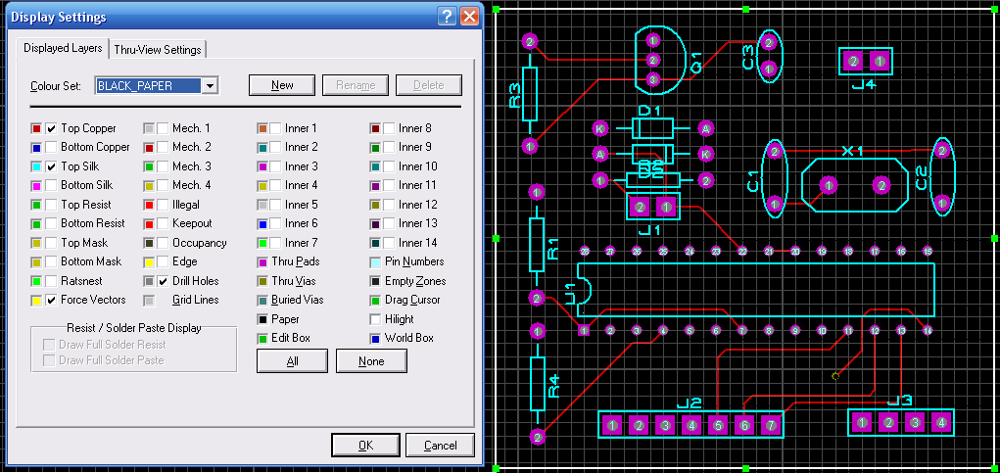 Display Settings
Displayed Layers Thru-View Settings
Colour Set: BLACK_PAPER New Rename Delete
Top Copper Mech. 1 Inner 1 Inner 8
Bottom Copper Mech. 2 Inner 2 Inner 9
Top Silk Mech. 3 Inner 3 Inner 10
Bottom Silk Mech. 4 Inner 4 Inner 11
Top Resist Illegal Inner 5 Inner 12
Bottom Resist Keepout Inner 6 Inner 13
Top Mask Occupancy Inner 7 Inner 14
Bottom Mask Edge Thru Pads Pin Numbers
Ratsnest Drill Holes Thru Vias Empty Zones
Force Vectors Grid Lines Buried Vias Drag Cursor
Paper Hilight
Edit Box World Box
Resist / Solder Paste Display
Draw Full Solder Resist
Draw Full Solder Paste
All None
OK Cancel
2 R3 1
1 2 3 Q1
2 1 C3
2 1 J4
D1
K A
A K
1 2
2 1
J1
1 R1 2
2 1 C1
X1
1 2
2 1 C2
28 27 26 25 24 23 22 21 20 19 18 17 16 15
U1
1 2 3 4 5 6 7 8 9 10 11 12 13 14
1 R4 2
J2
1 2 3 4 5 6 7
J3
1 2 3 4